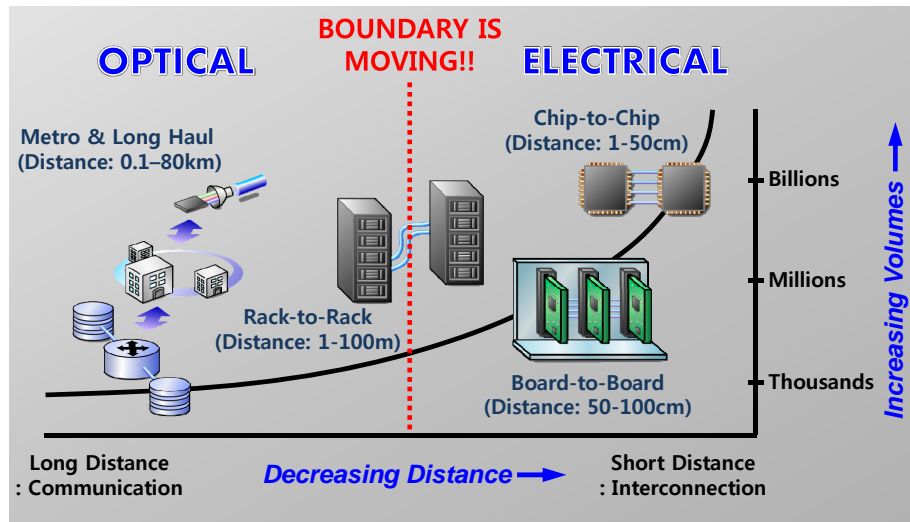 OPTICAL
BOUNDARY IS
MOVING!!
ELECTRICAL
Metro & Long Haul
(Distance: 0.1–80km)
Chip-to-Chip
(Distance: 1-50cm)
Billions
Millions
Thousands
Increasing Volumes
Rack-to-Rack
(Distance: 1-100m)
Board-to-Board
(Distance: 50-100cm)
Long Distance
: Communication
Decreasing Distance
Short Distance
: Interconnection